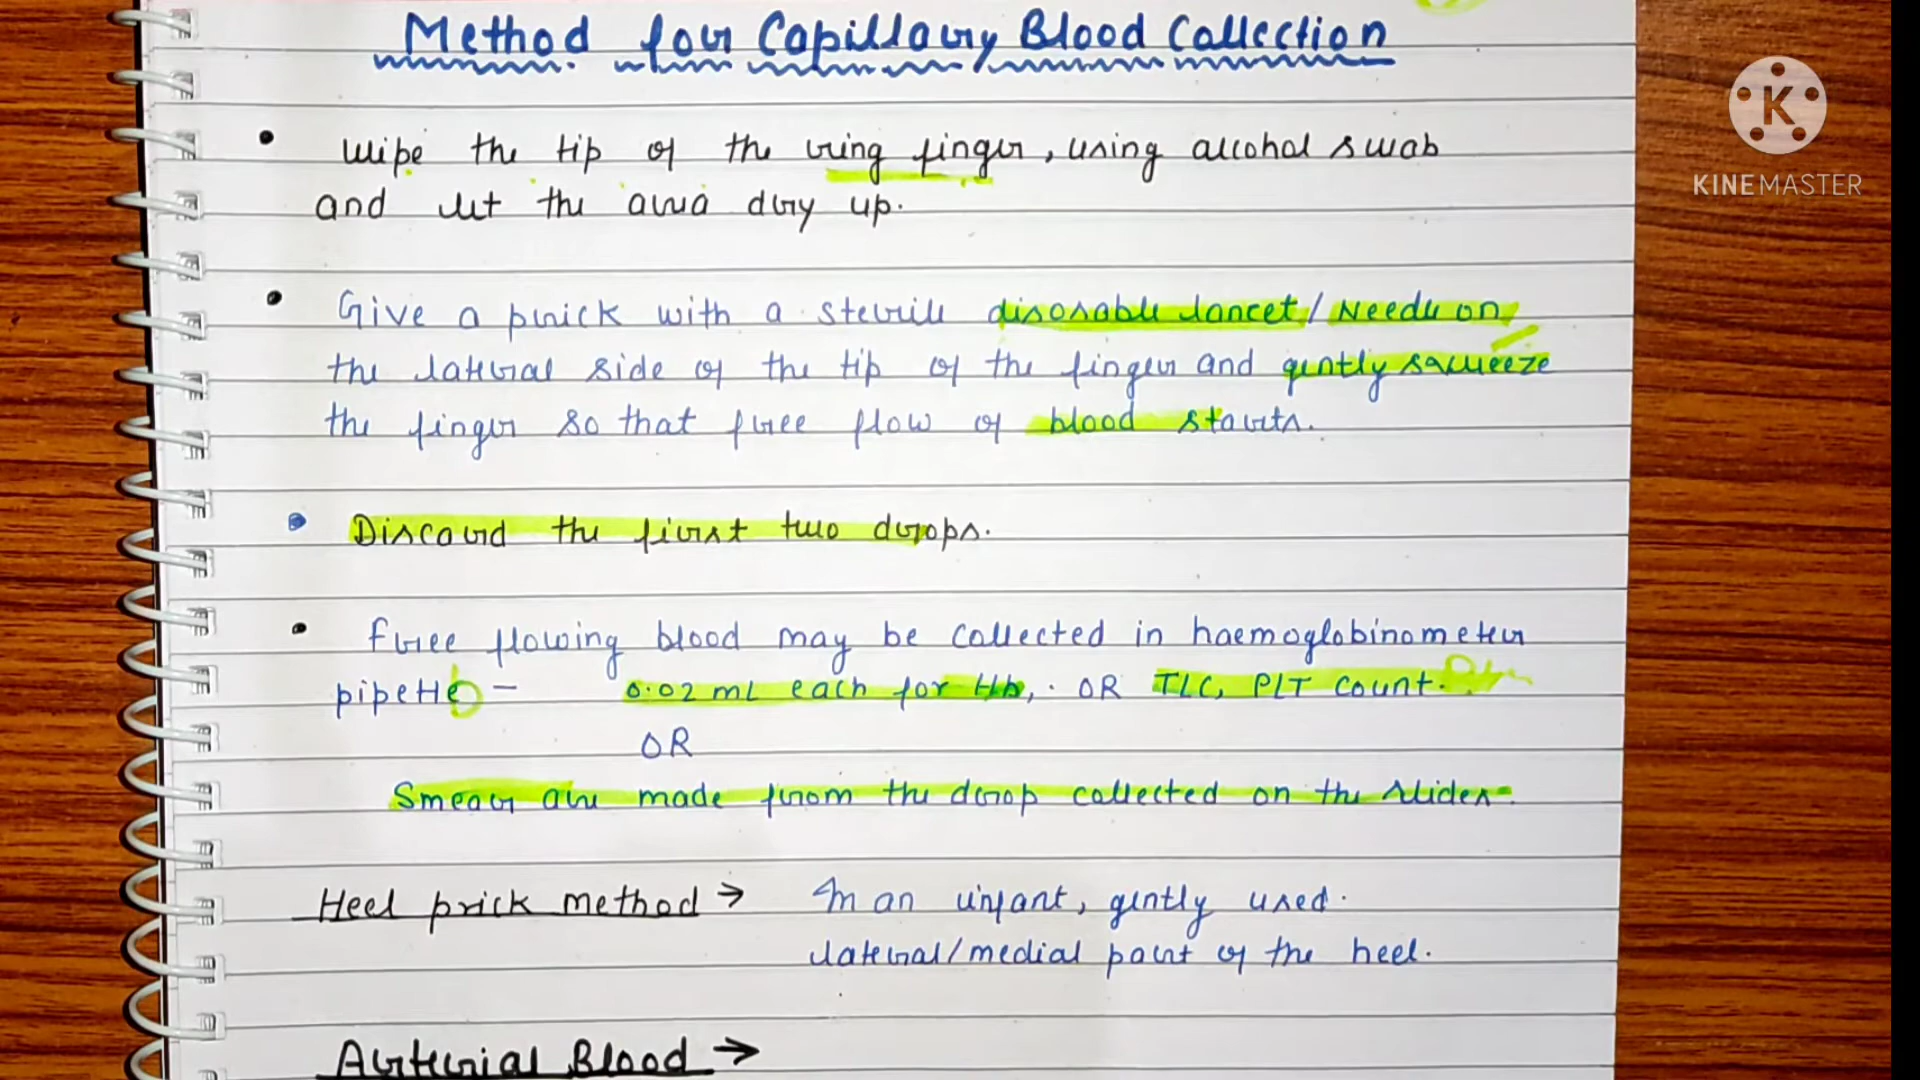 Method for Capillary Blood Collection
• Wipe the tip of the ring finger, using alcohol swab
and let the area dry up.
• Give a prick with a sterile disosable lancet/Needle on
the lateral side of the tip of the finger and gently squeeze
the finger so that free flow of blood starts.
• Discard the first two drops.
• Free flowing blood may be collected in haemoglobinometer
pipette - 0.02 mL each for Hb, . OR TLC, PLT count.
OR
Smear are made from the drop collected on the slides.
Heel prick method → In an infant, gently used.
lateral/medial part of the heel.
Arterial Blood →
K
KINEMASTER